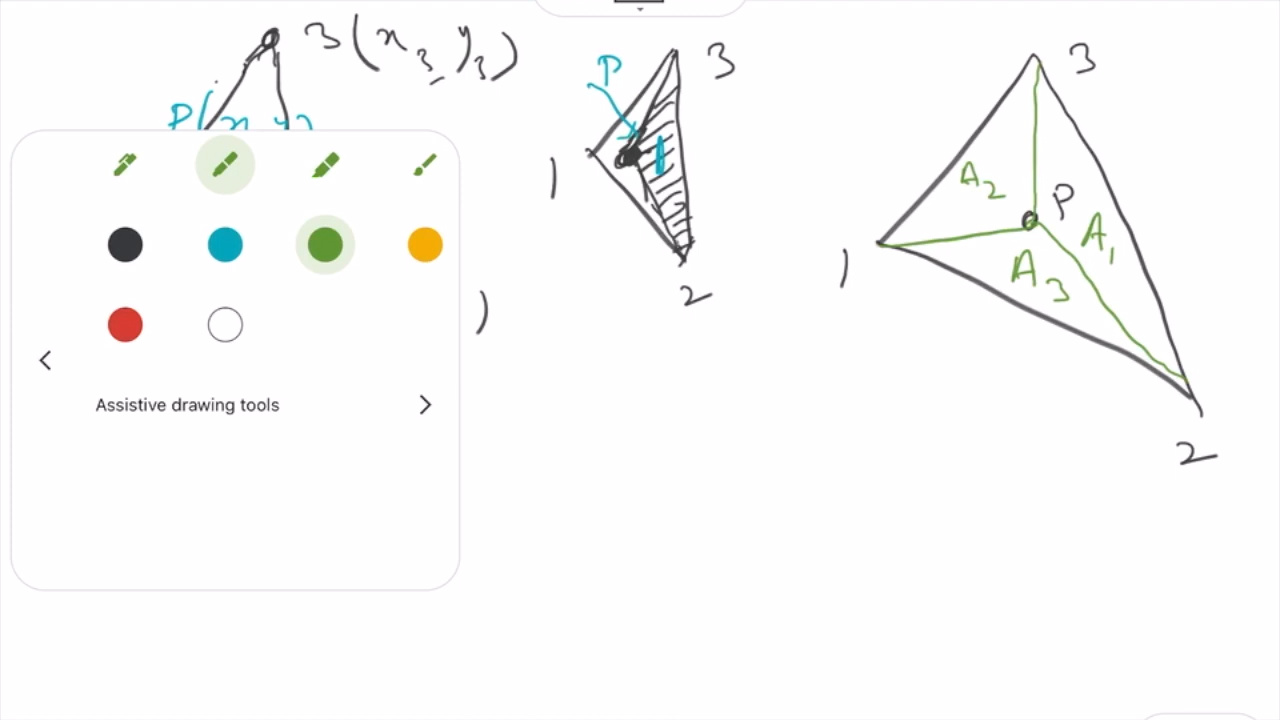 3 (x₃, y₃)
P(x, y)
)
P
3
1
2
3
A₂
P
A₁
1
A₃
2
Assistive drawing tools